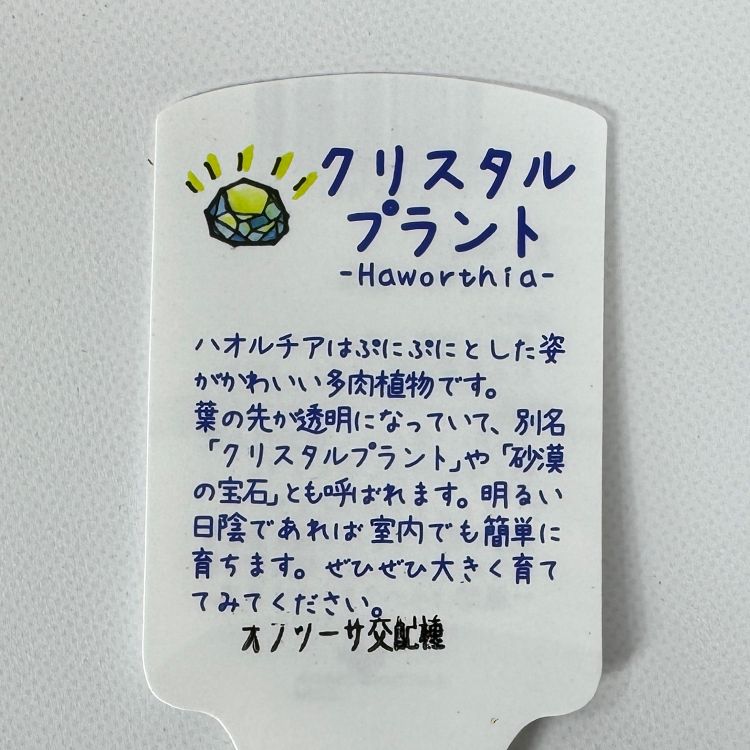 クリスタル
プラント
-Haworthia-
ハオルチアはぷにぷにとした姿
がかわいい多肉植物です。
葉の先が透明になっていて、別名
「クリスタルプラント」や「砂漠
の宝石」とも呼ばれます。明るい
日陰であれば室内でも簡単に
育ちます。ぜひぜひ大きく育て
てみてください。
オブツーサ交配種